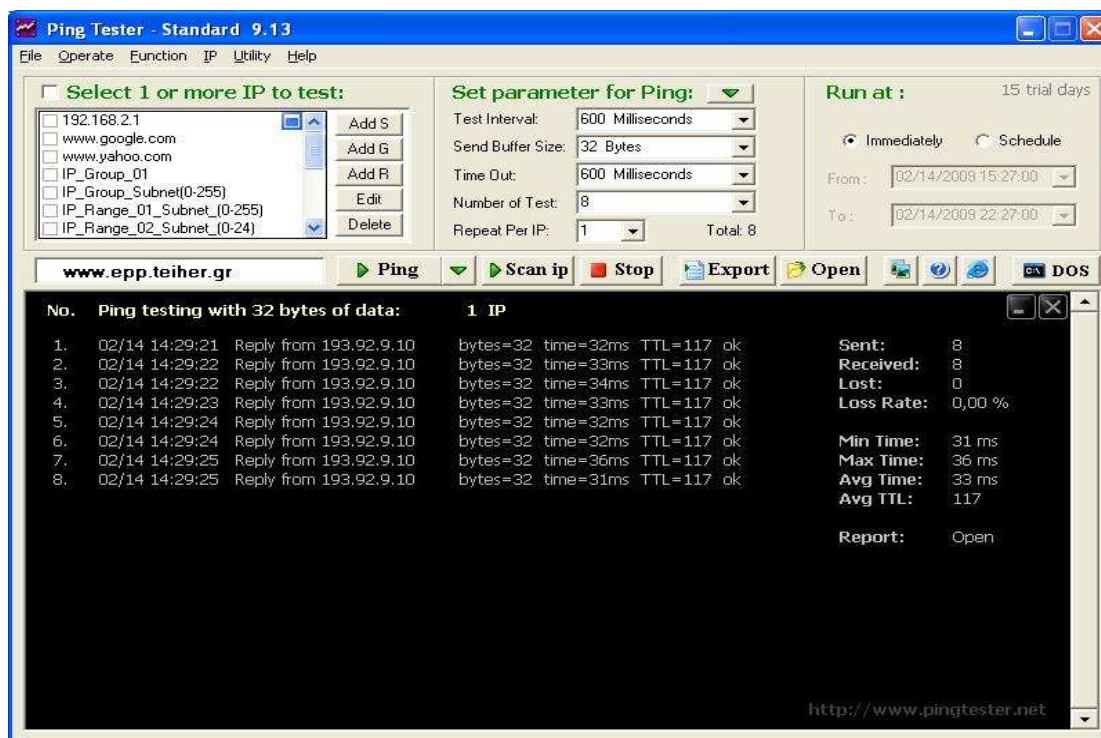 Ping Tester - Standard 9.13
File Operate Function IP Utility Help
Select 1 or more IP to test:
192.168.2.1
www.google.com
www.yahoo.com
IP_Group_01
IP_Group_Subnet(0-255)
IP_Range_01_Subnet_(0-255)
IP_Range_02_Subnet_(0-24)
Add S
Add G
Add R
Edit
Delete
Set parameter for Ping:
Test Interval: 600 Milliseconds
Send Buffer Size: 32 Bytes
Time Out: 600 Milliseconds
Number of Test: 8
Repeat Per IP: 1 Total: 8
Run at : 15 trial days
Immediately Schedule
From : 02/14/2009 15:27:00
To : 02/14/2009 22:27:00
www.epp.teiher.gr Ping Scan ip Stop Export Open DOS
No. Ping testing with 32 bytes of data: 1 IP
1. 02/14 14:29:21 Reply from 193.92.9.10 bytes=32 time=32ms TTL=117 ok
2. 02/14 14:29:22 Reply from 193.92.9.10 bytes=32 time=33ms TTL=117 ok
3. 02/14 14:29:22 Reply from 193.92.9.10 bytes=32 time=34ms TTL=117 ok
4. 02/14 14:29:23 Reply from 193.92.9.10 bytes=32 time=33ms TTL=117 ok
5. 02/14 14:29:24 Reply from 193.92.9.10 bytes=32 time=32ms TTL=117 ok
6. 02/14 14:29:24 Reply from 193.92.9.10 bytes=32 time=32ms TTL=117 ok
7. 02/14 14:29:25 Reply from 193.92.9.10 bytes=32 time=36ms TTL=117 ok
8. 02/14 14:29:25 Reply from 193.92.9.10 bytes=32 time=31ms TTL=117 ok
Sent: 8
Received: 8
Lost: 0
Loss Rate: 0,00 %
Min Time: 31 ms
Max Time: 36 ms
Avg Time: 33 ms
Avg TTL: 117
Report: Open
http://www.pingtester.net